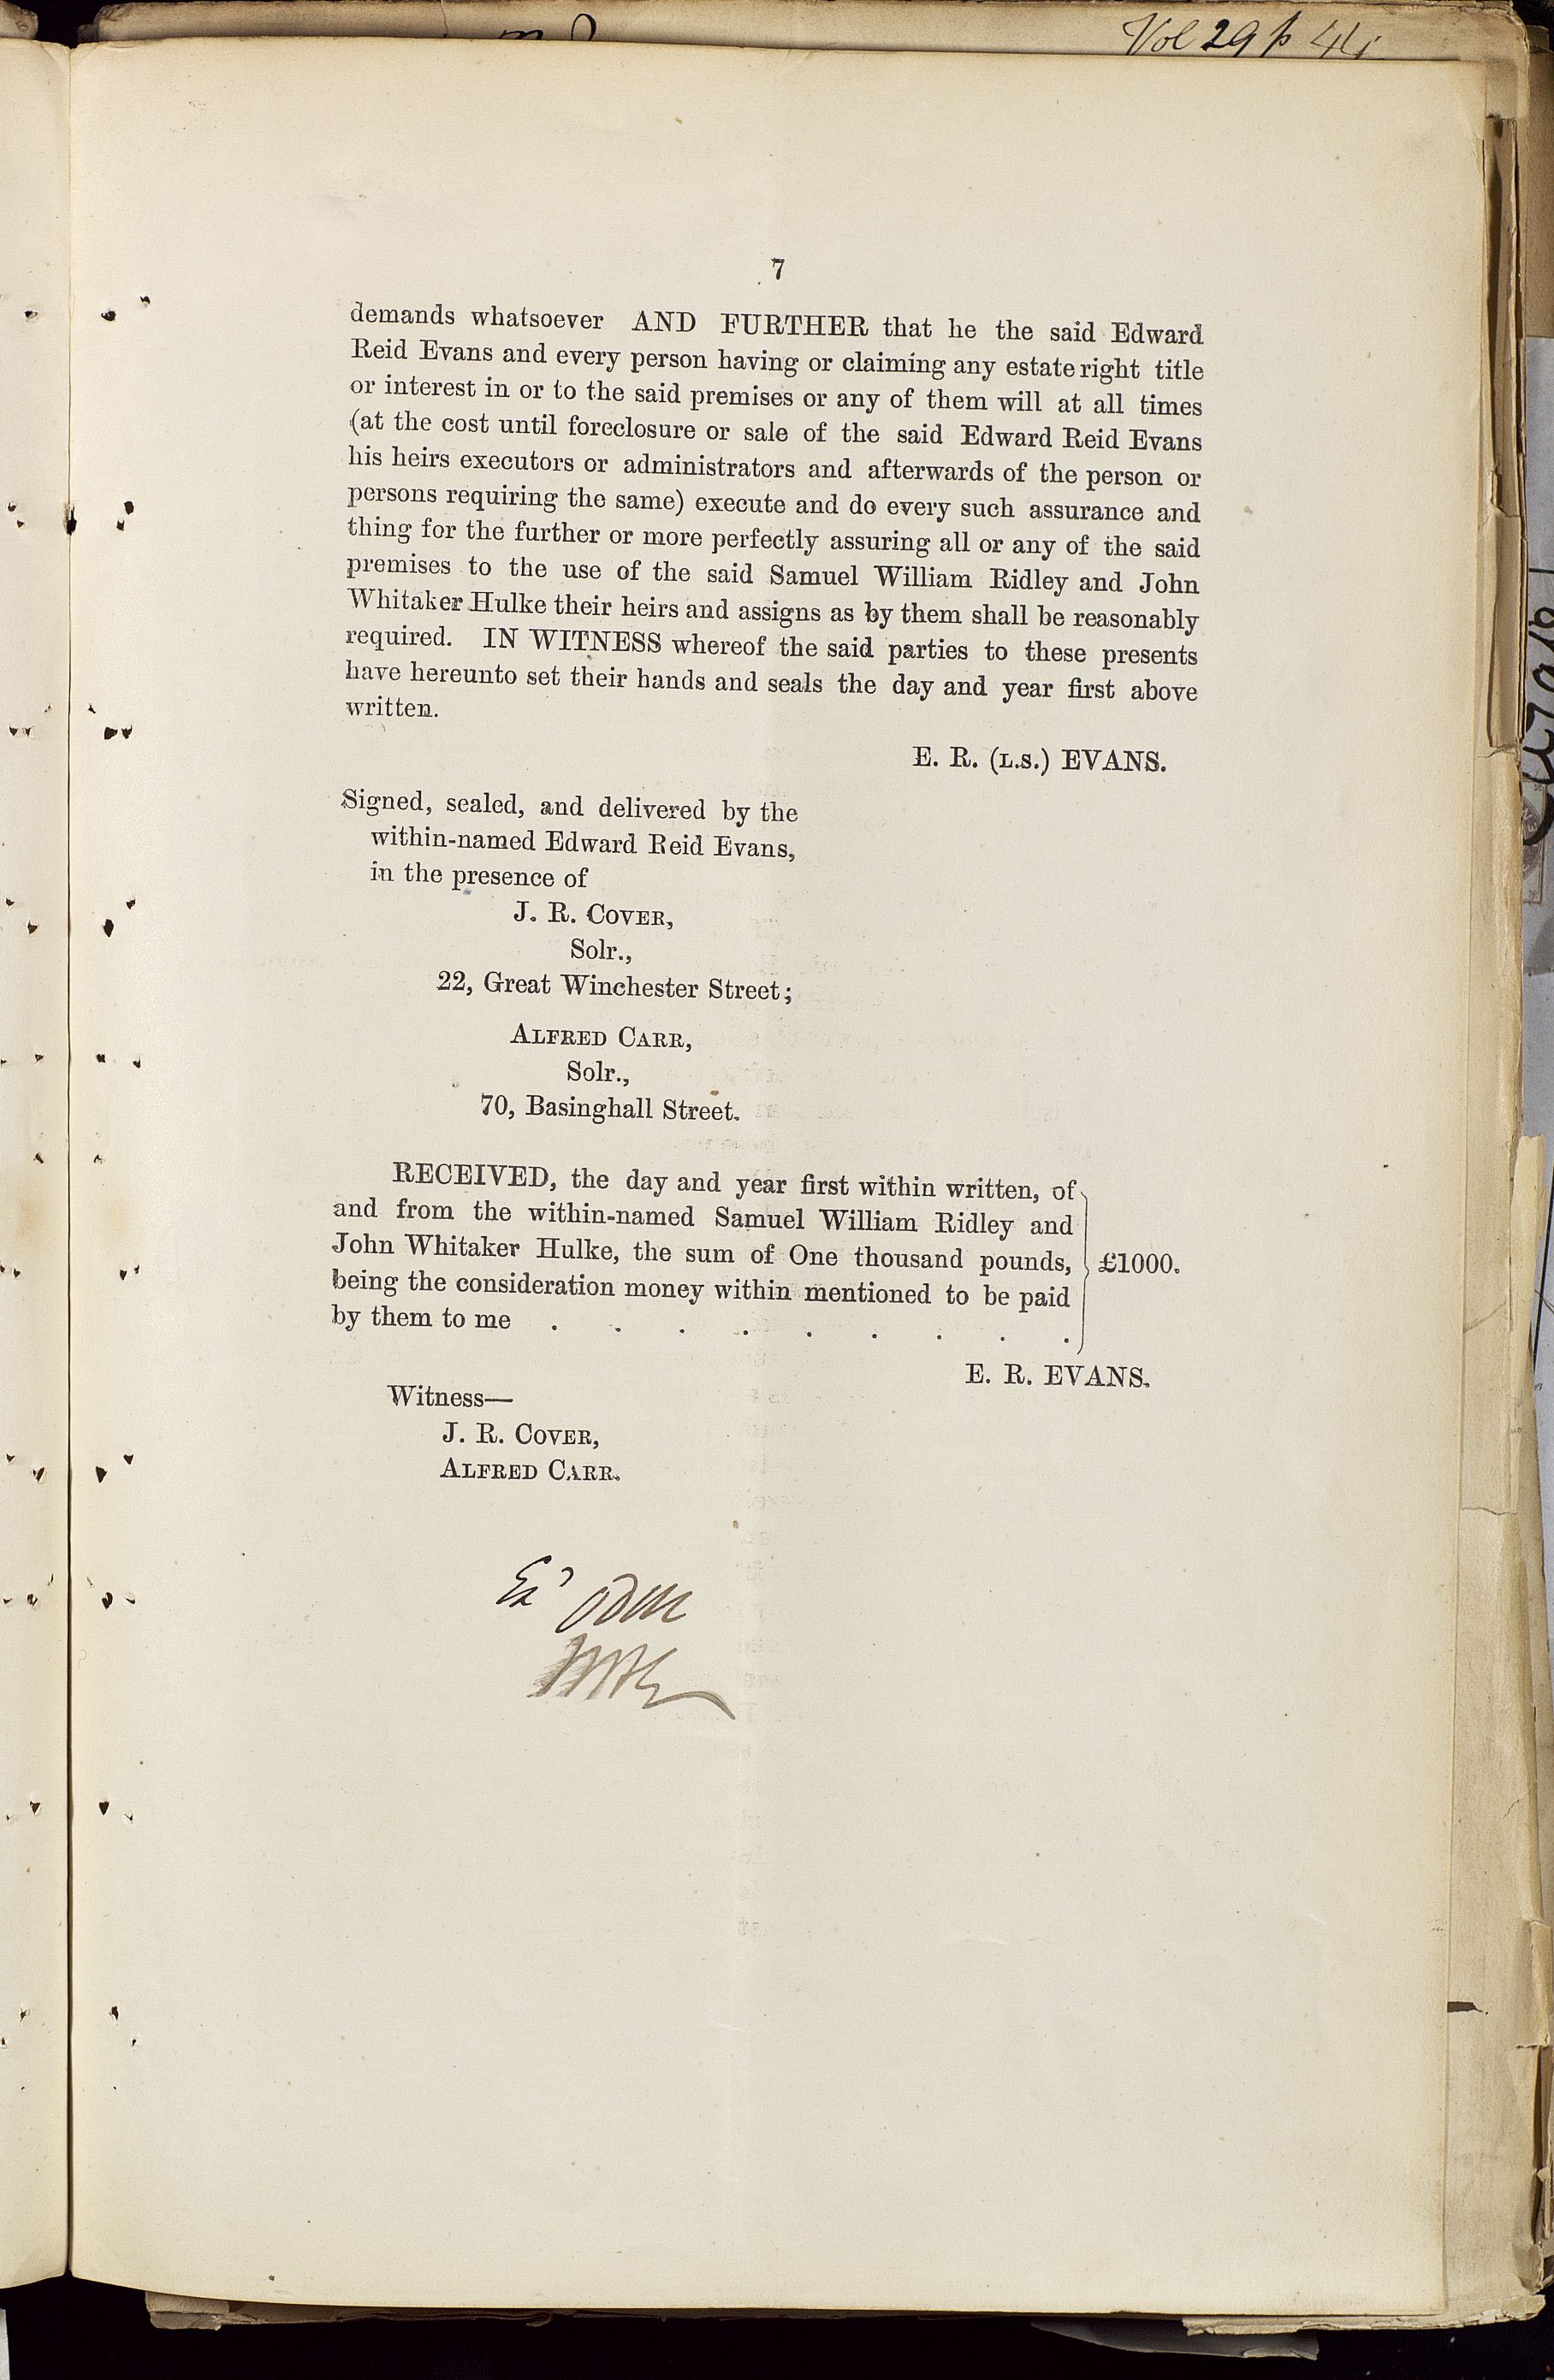 Vol 29 p 44
7
demands whatsoever AND FURTHER that he the said Edward
Reid Evans and every person having or claiming any estate right title
or interest in or to the said premises or any of them will at all times
(at the cost until foreclosure or sale of the said Edward Reid Evans
his heirs executors or administrators and afterwards of the person or
persons requiring the same) execute and do every such assurance and
thing for the further or more perfectly assuring all or any of the said
premises to the use of the said Samuel William Ridley and John
Whitaker Hulke their heirs and assigns as by them shall be reasonably
required. IN WITNESS whereof the said parties to these presents
have hereunto set their hands and seals the day and year first above
written.
E. R. (L.S.) EVANS.
Signed, sealed, and delivered by the
within-named Edward Reid Evans,
in the presence of
J. R. COVER,
Solr.,
22, Great Winchester Street;
ALFRED CARR,
Solr.,
70, Basinghall Street.
RECEIVED, the day and year first within written, of
and from the within-named Samuel William Ridley and
John Whitaker Hulke, the sum of One thousand pounds, £1000.
being the consideration money within mentioned to be paid
by them to me . . . . . . . . .
E. R. EVANS.
Witness—
J. R. COVER,
ALFRED CARR.